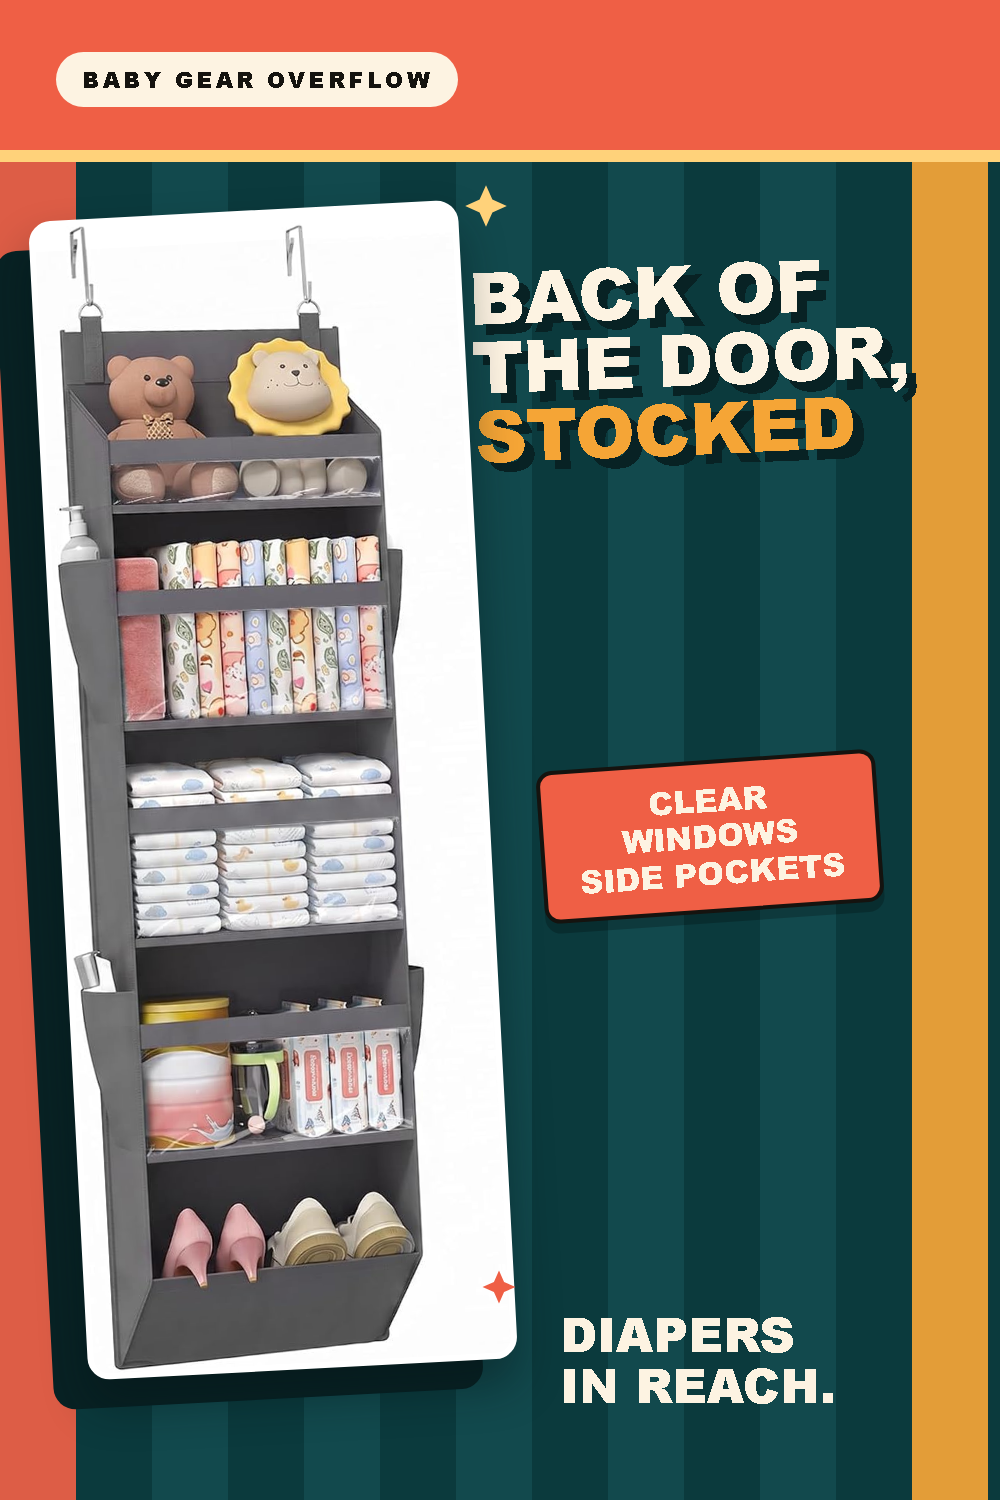 BABY GEAR OVERFLOW
BACK OF
THE DOOR,
STOCKED
CLEAR
WINDOWS
SIDE POCKETS
DIAPERS
IN REACH.